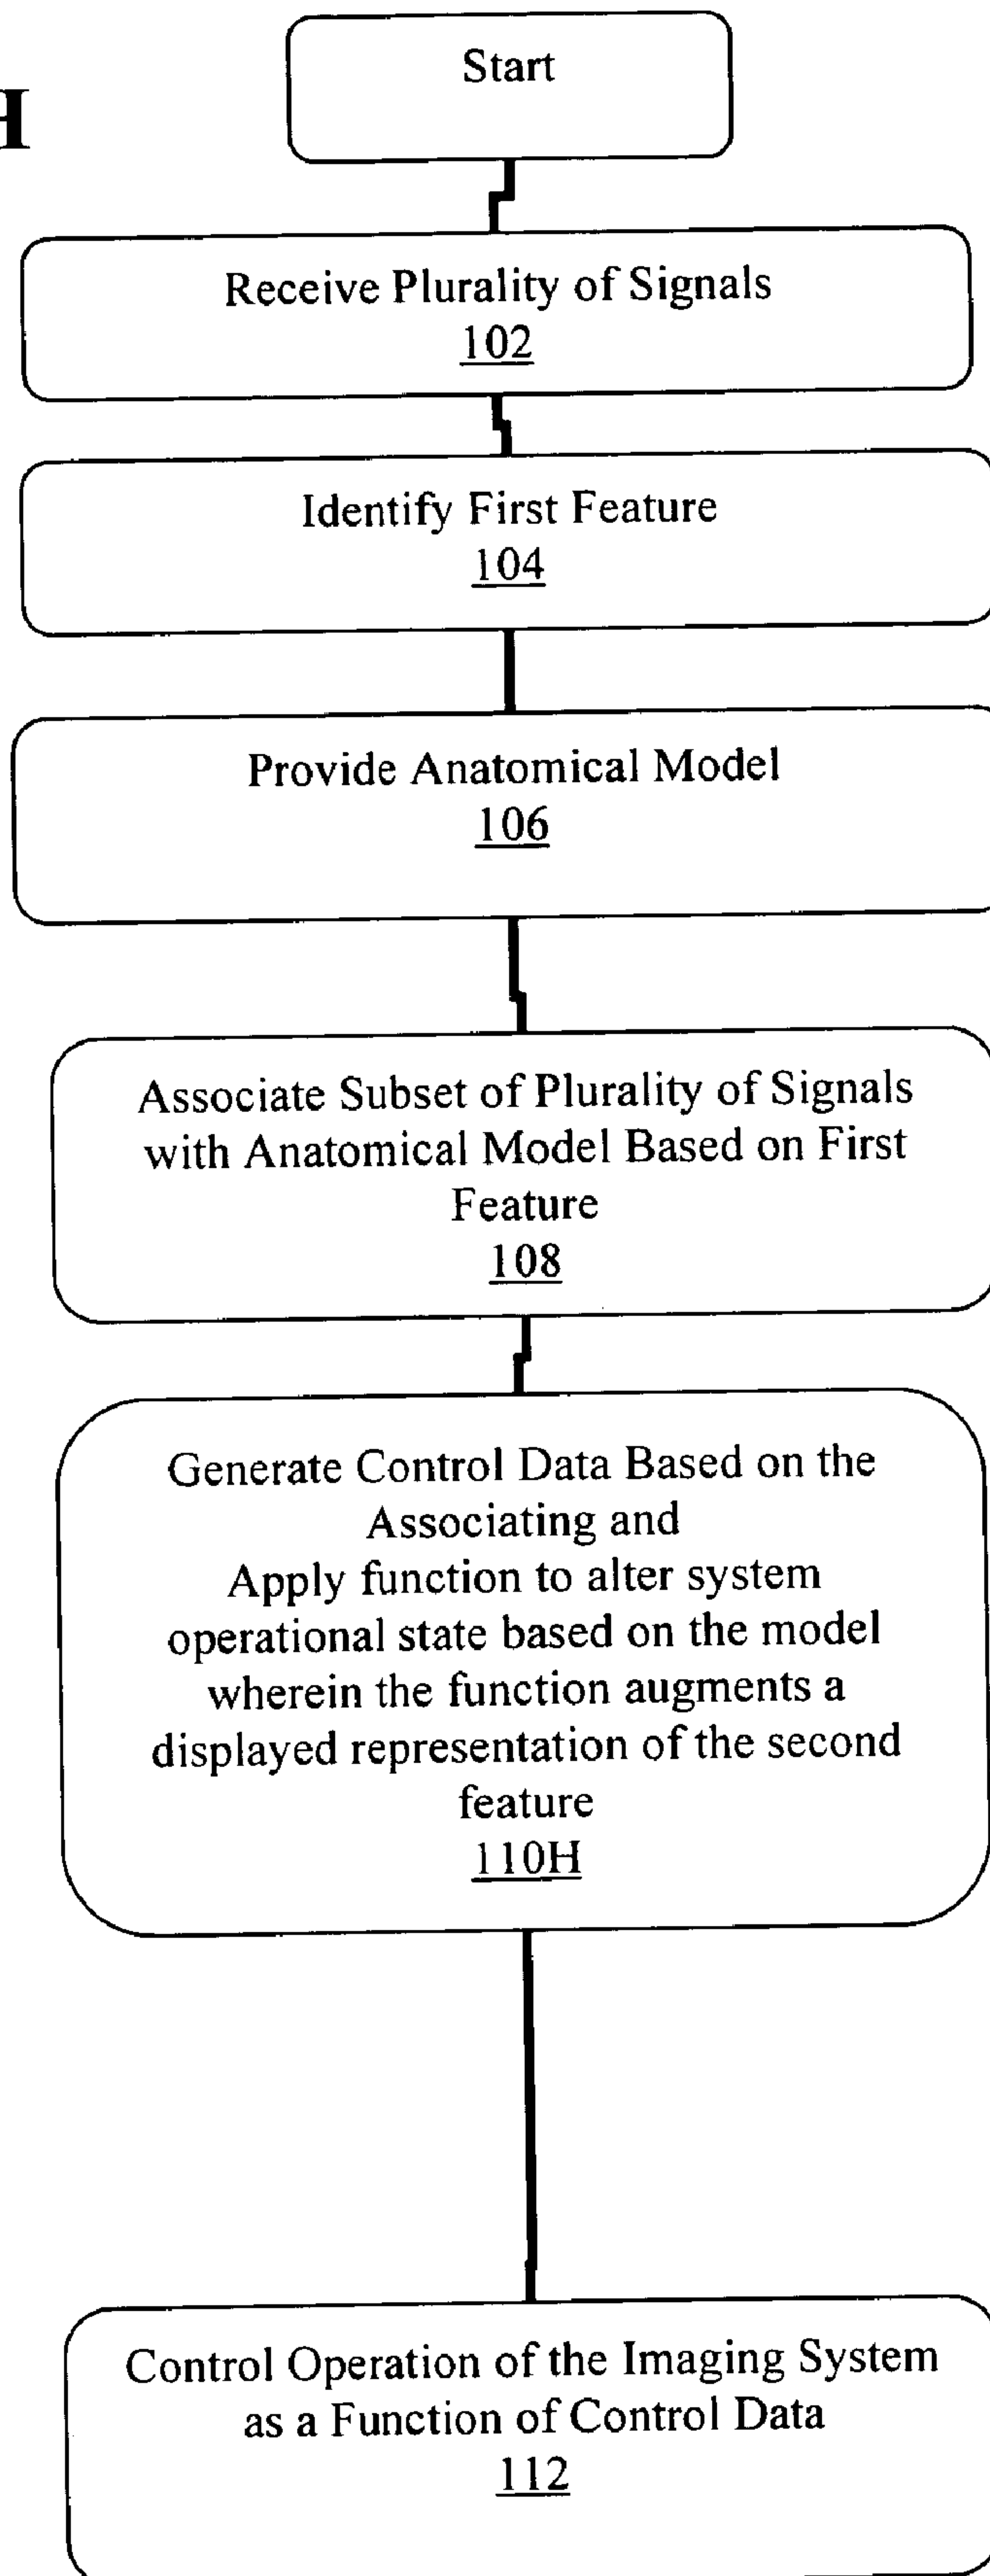 H
Start
Receive Plurality of Signals
102
Identify First Feature
104
Provide Anatomical Model
106
Associate Subset of Plurality of Signals
with Anatomical Model Based on First
Feature
108
Generate Control Data Based on the
Associating and
Apply function to alter system
operational state based on the model
wherein the function augments a
displayed representation of the second
feature
110H
Control Operation of the Imaging System
as a Function of Control Data
112